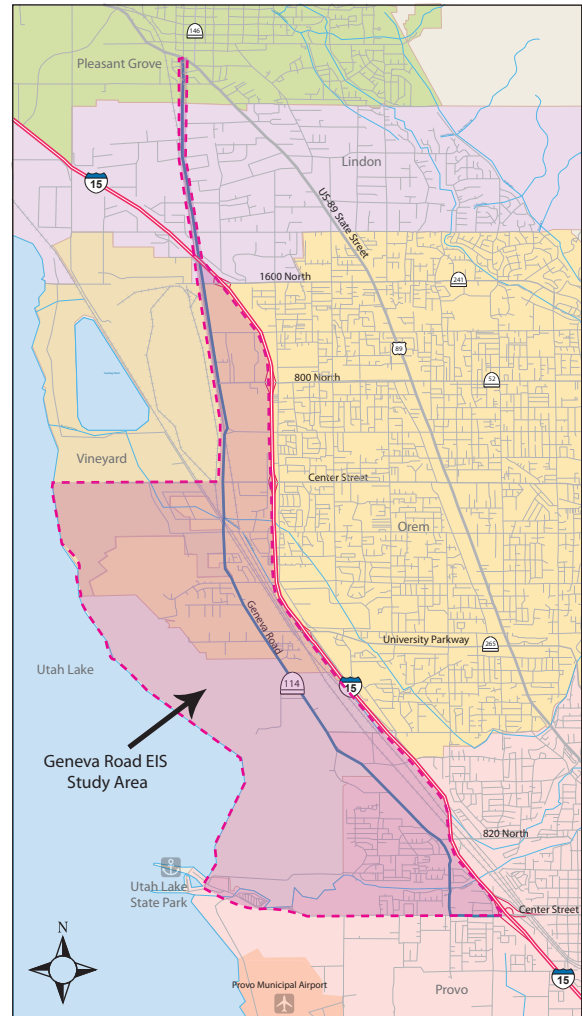 146
Pleasant Grove
Lindon
15
US-89 State Street
1600 North
241
89
800 North
52
Vineyard
Center Street
Orem
Geneva Road
University Parkway
265
Utah Lake
114
15
Geneva Road EIS
Study Area
820 North
Utah Lake
State Park
Center Street
N
Provo Municipal Airport
15
Provo